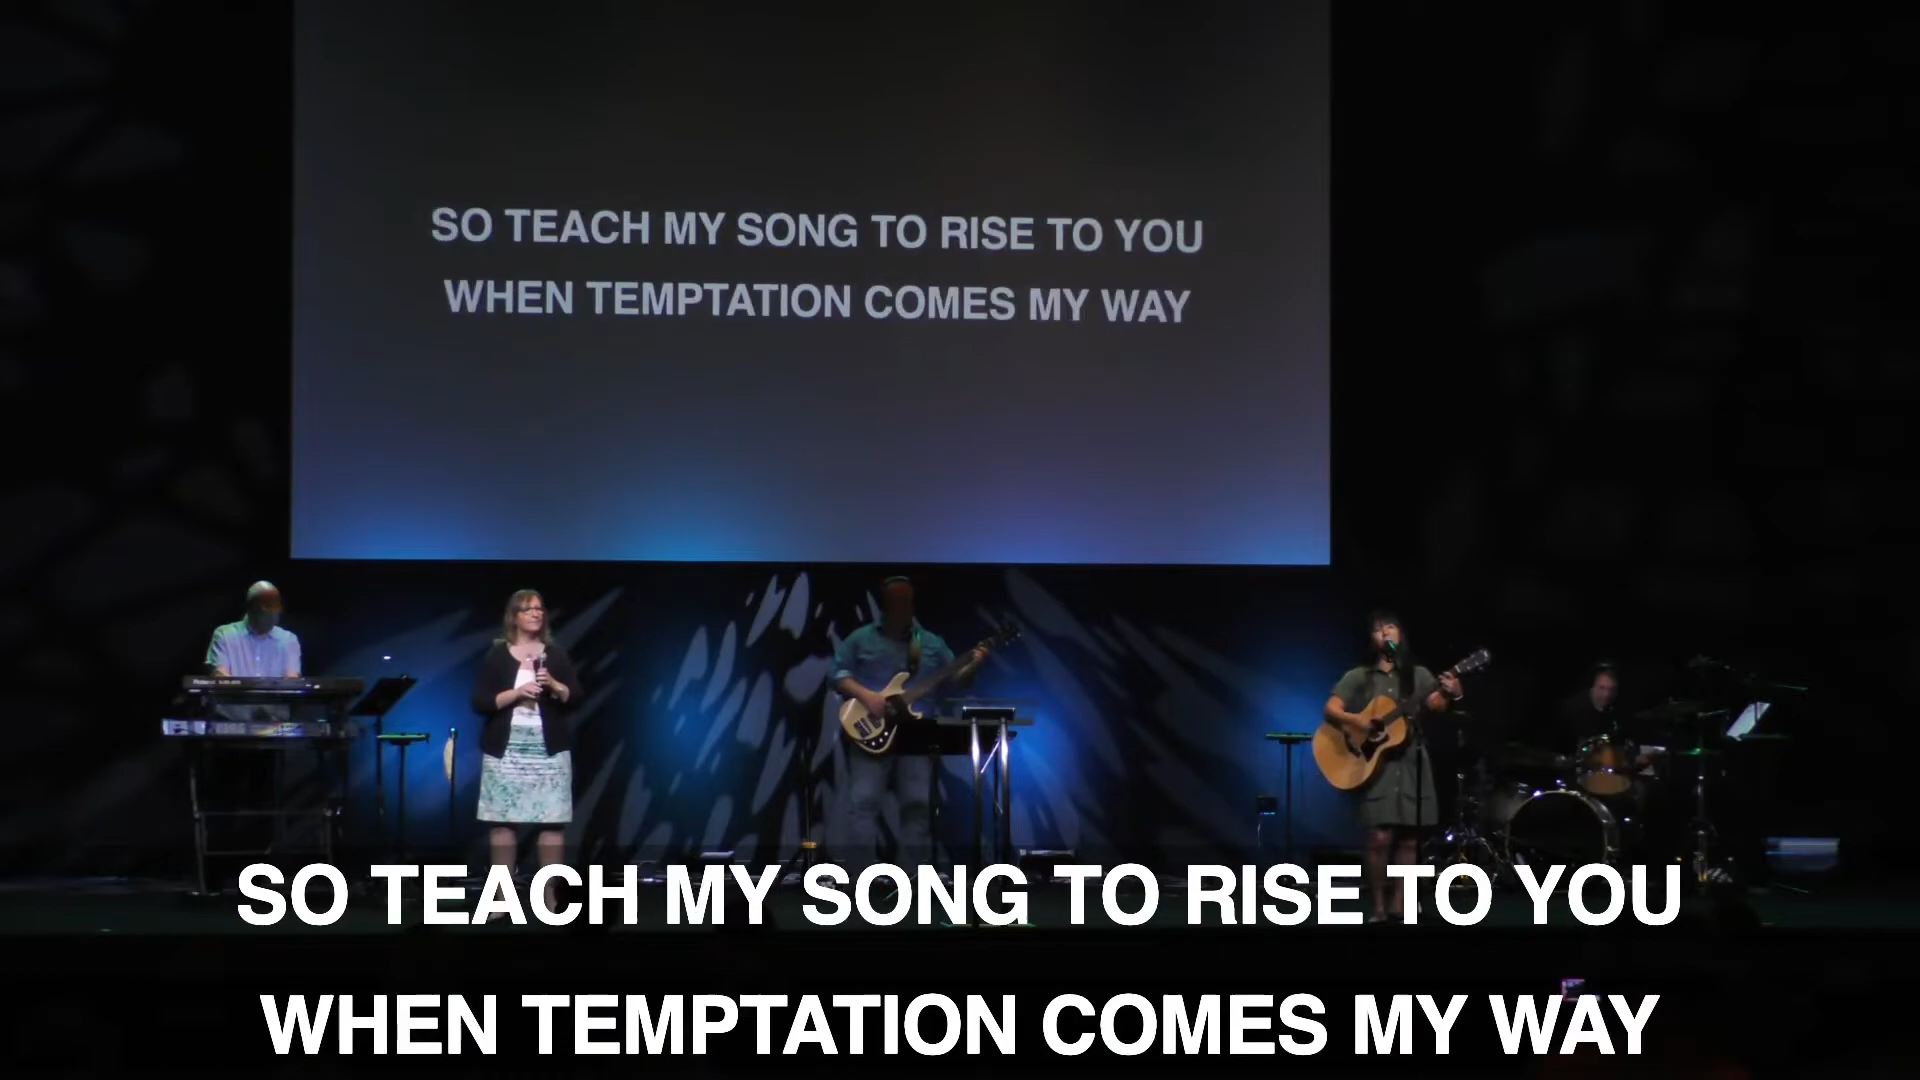 SO TEACH MY SONG TO RISE TO YOU
WHEN TEMPTATION COMES MY WAY
Roland
SO TEACH MY SONG TO RISE TO YOU
WHEN TEMPTATION COMES MY WAY